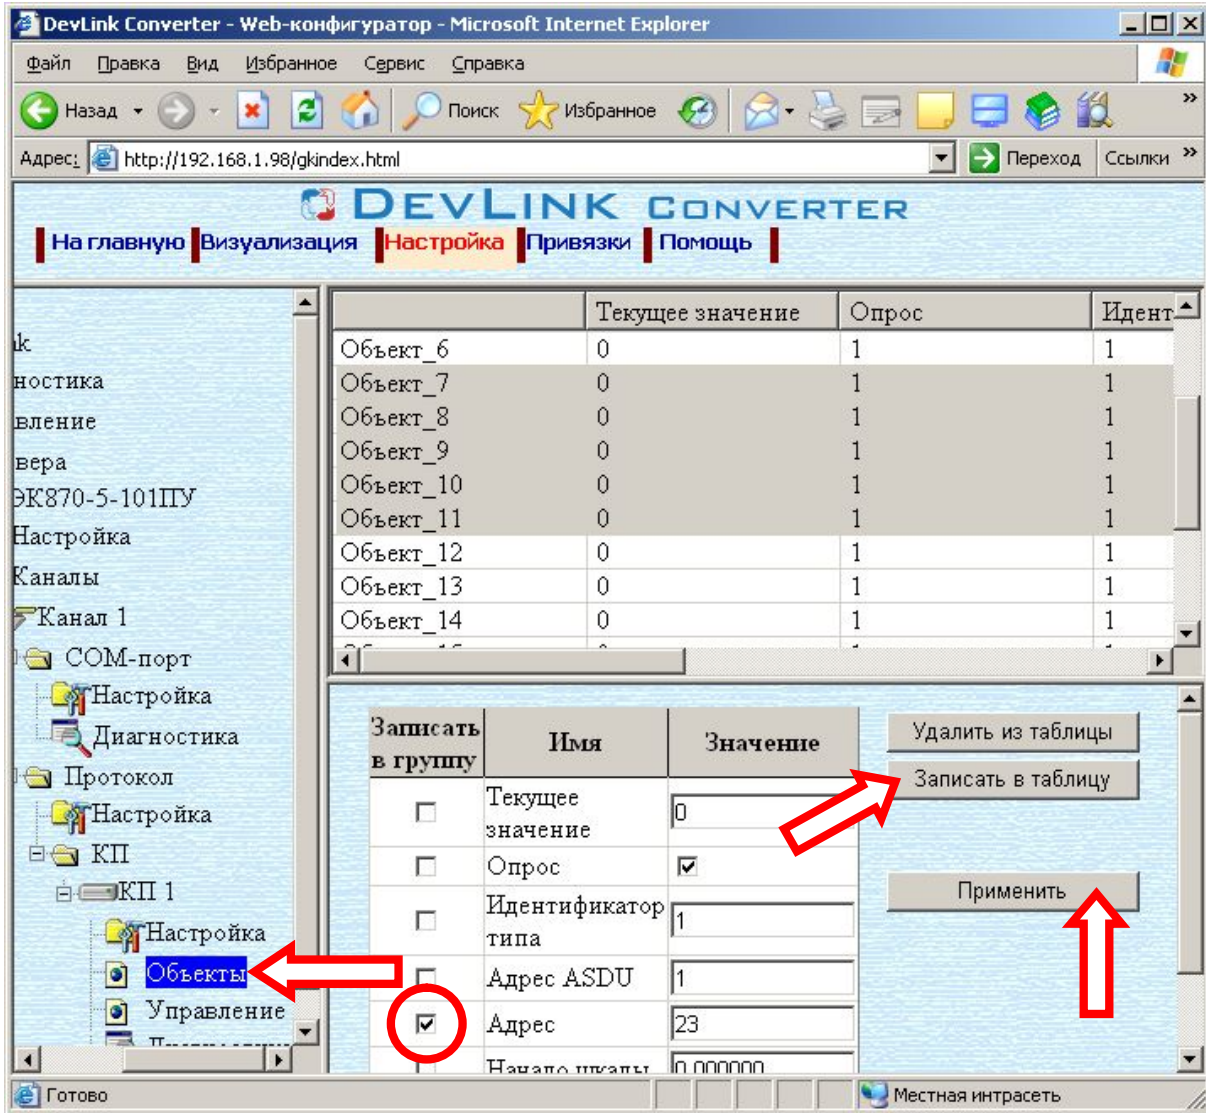 DevLink Converter - Web-конфигуратор - Microsoft Internet Explorer
Файл Правка Вид Избранное Сервис Справка
Назад Поиск Избранное »
Адрес: http://192.168.1.98/gkindex.html Переход Ссылки »
DEVLINK CONVERTER
На главную Визуализация Настройка Привязки Помощь
Текущее значение Опрос Идент
Объект_6 0 1 1
Объект_7 0 1 1
Объект_8 0 1 1
Объект_9 0 1 1
Объект_10 0 1 1
Объект_11 0 1 1
Объект_12 0 1 1
Объект_13 0 1 1
Объект_14 0 1 1
nk
ностика
вление
вера
ЭК870-5-101ПУ
Настройка
Каналы
Канал 1
COM-порт
Настройка
Диагностика
Протокол
Настройка
КП
КП 1
Настройка
Объекты
Управление
Записать
в группу
Имя
Значение
Текущее
значение
0
Опрос
Идентификатор
типа
1
Адрес ASDU 1
Адрес 23
Начало шкалы 0.000000
Удалить из таблицы
Записать в таблицу
Применить
Готово Местная интрасеть